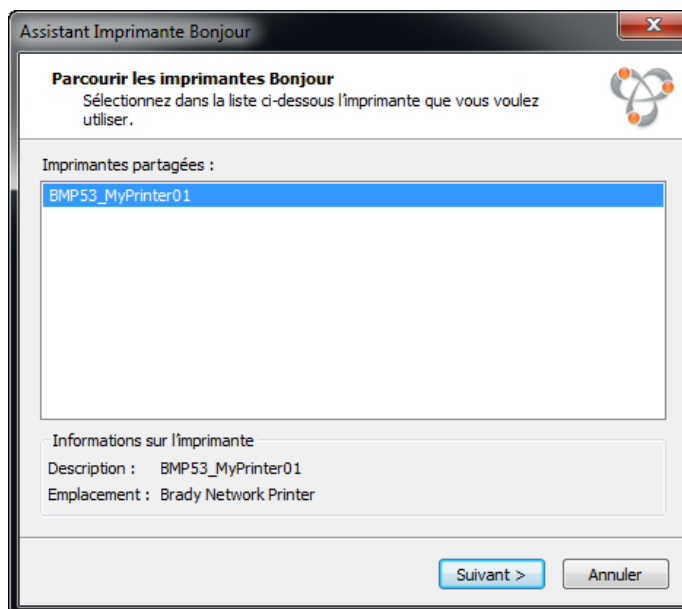 Assistant Imprimante Bonjour
Parcourir les imprimantes Bonjour
Sélectionnez dans la liste ci-dessous l'imprimante que vous voulez
utiliser.
Imprimantes partagées :
BMP53_MyPrinter01
Informations sur l'imprimante
Description : BMP53_MyPrinter01
Emplacement : Brady Network Printer
Suivant > Annuler